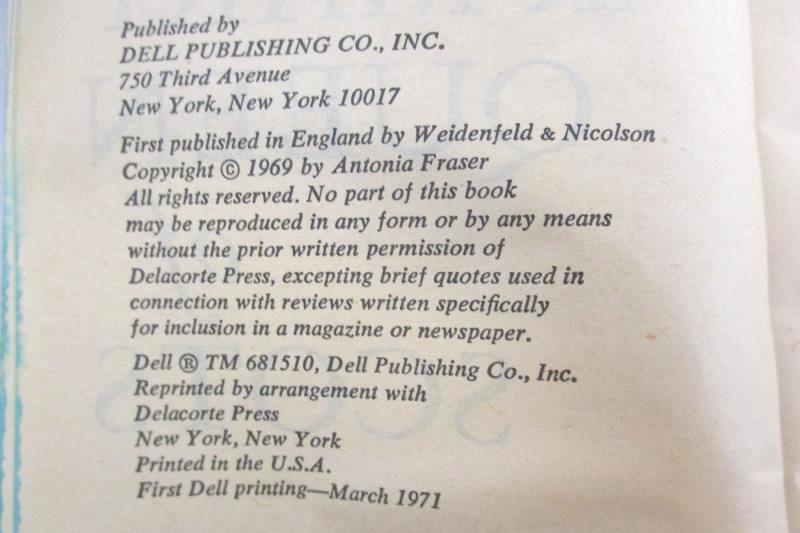 Published by
DELL PUBLISHING CO., INC.
750 Third Avenue
New York, New York 10017
First published in England by Weidenfeld & Nicolson
Copyright © 1969 by Antonia Fraser
All rights reserved. No part of this book
may be reproduced in any form or by any means
without the prior written permission of
Delacorte Press, excepting brief quotes used in
connection with reviews written specifically
for inclusion in a magazine or newspaper.
Dell ® TM 681510, Dell Publishing Co., Inc.
Reprinted by arrangement with
Delacorte Press
New York, New York
Printed in the U.S.A.
First Dell printing—March 1971